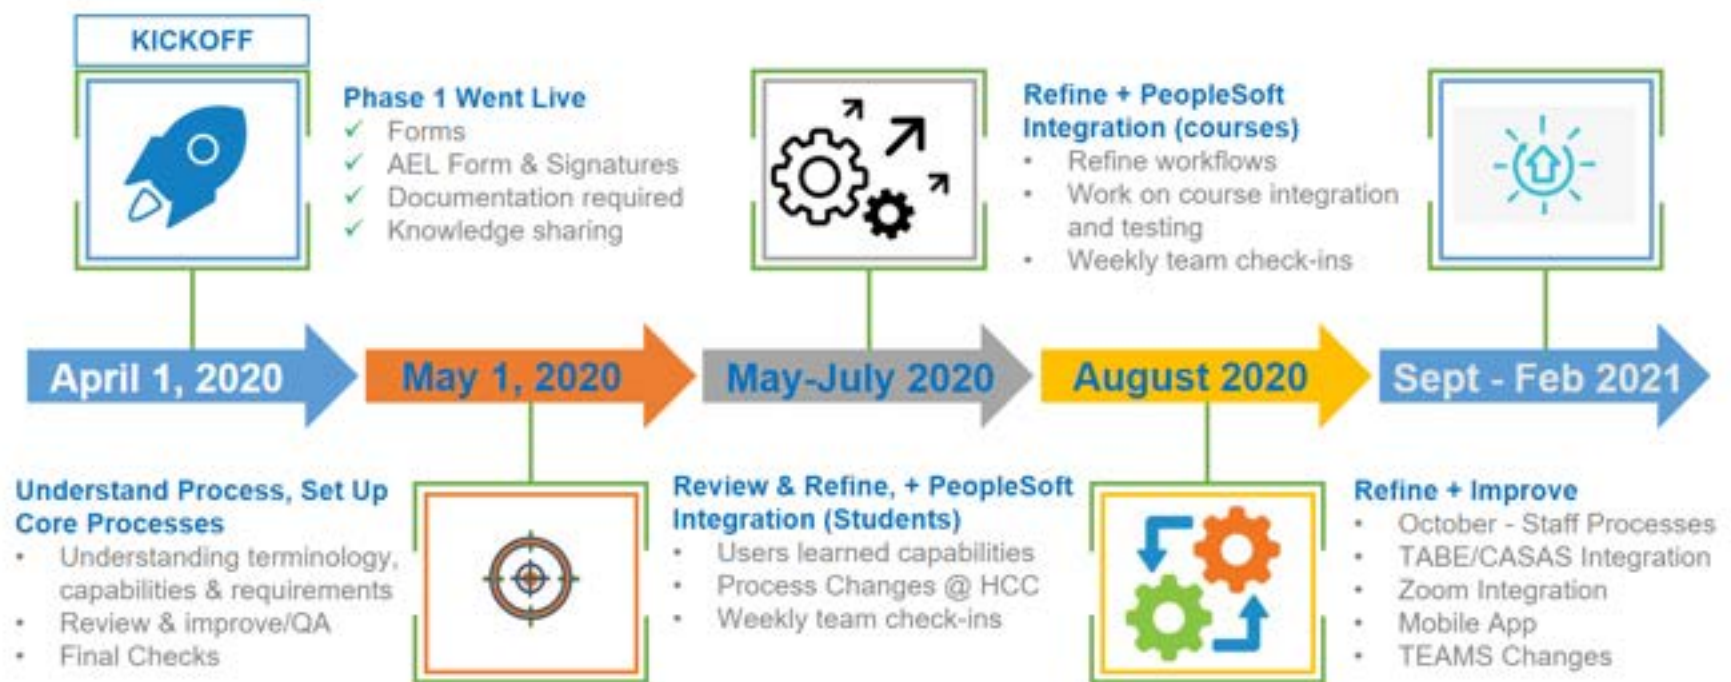 KICKOFF
Phase 1 Went Live
✓ Forms
✓ AEL Form & Signatures
✓ Documentation required
✓ Knowledge sharing
Refine + PeopleSoft
Integration (courses)
• Refine workflows
• Work on course integration
and testing
• Weekly team check-ins
April 1, 2020
May 1, 2020
May-July 2020
August 2020
Sept - Feb 2021
Understand Process, Set Up
Core Processes
• Understanding terminology,
capabilities & requirements
• Review & improve/QA
• Final Checks
Review & Refine, + PeopleSoft
Integration (Students)
• Users learned capabilities
• Process Changes @ HCC
• Weekly team check-ins
Refine + Improve
• October - Staff Processes
• TABE/CASAS Integration
• Zoom Integration
• Mobile App
• TEAMS Changes